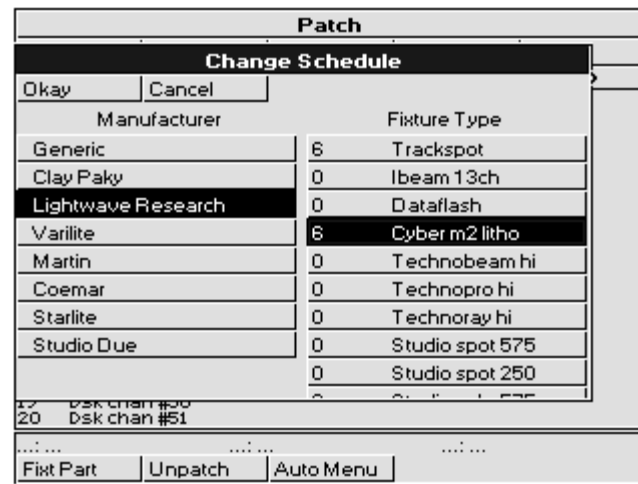 Patch
Change Schedule
Okay Cancel
Manufacturer Fixture Type
Generic 6 Trackspot
Clay Paky 0 Ibeam 13ch
Lightwave Research 0 Dataflash
Varilite 6 Cyber m2 litho
Martin 0 Technobeam hi
Coemar 0 Technopro hi
Starlite 0 Technoray hi
Studio Due 0 Studio spot 575
0 Studio spot 250
20 Dsk chan #51
...: ... ...: ... ...: ...
Fixt Part Unpatch Auto Menu